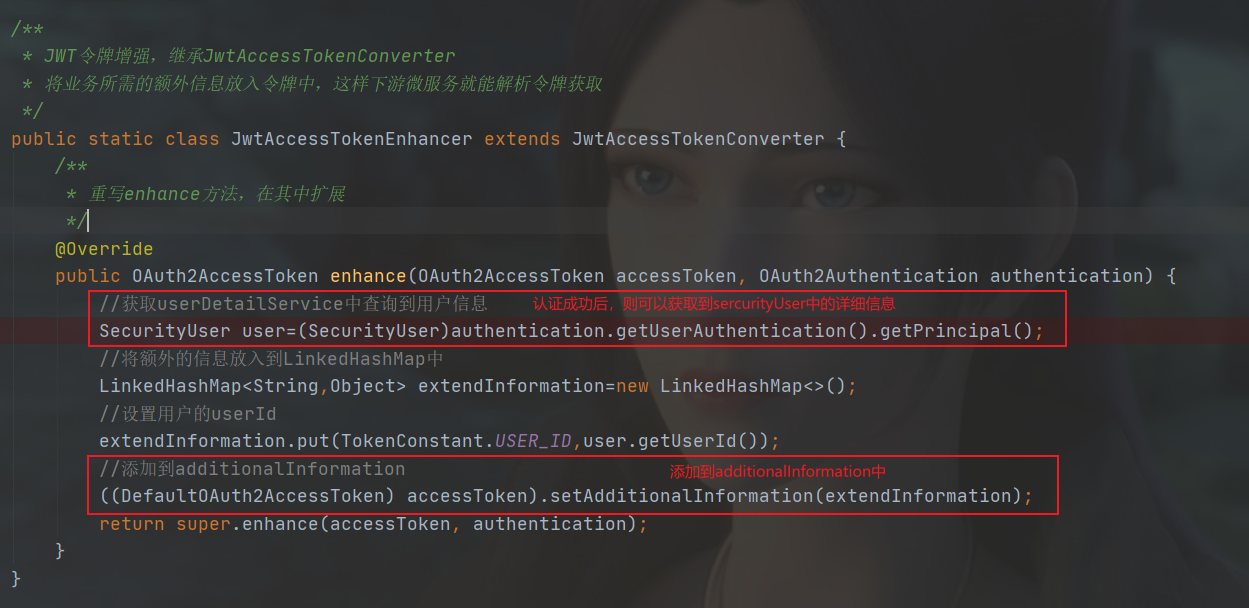 /**
 * JWT令牌增强，继承JwtAccessTokenConverter
 * 将业务所需的额外信息放入令牌中，这样下游微服务就能解析令牌获取
 */
public static class JwtAccessTokenEnhancer extends JwtAccessTokenConverter {
    /**
     * 重写enhance方法，在其中扩展
     */
    @Override
    public OAuth2AccessToken enhance(OAuth2AccessToken accessToken, OAuth2Authentication authentication) {
        //获取userDetailService中查询到用户信息 认证成功后，则可以获取到sercurityUser中的详细信息
        SecurityUser user=(SecurityUser)authentication.getUserAuthentication().getPrincipal();
        //将额外的信息放入到LinkedHashMap中
        LinkedHashMap<String,Object> extendInformation=new LinkedHashMap<>();
        //设置用户的userId
        extendInformation.put(TokenConstant.USER_ID,user.getUserId());
        //添加到additionalInformation 添加到additionalInformation中
        ((DefaultOAuth2AccessToken) accessToken).setAdditionalInformation(extendInformation);
        return super.enhance(accessToken, authentication);
    }
}